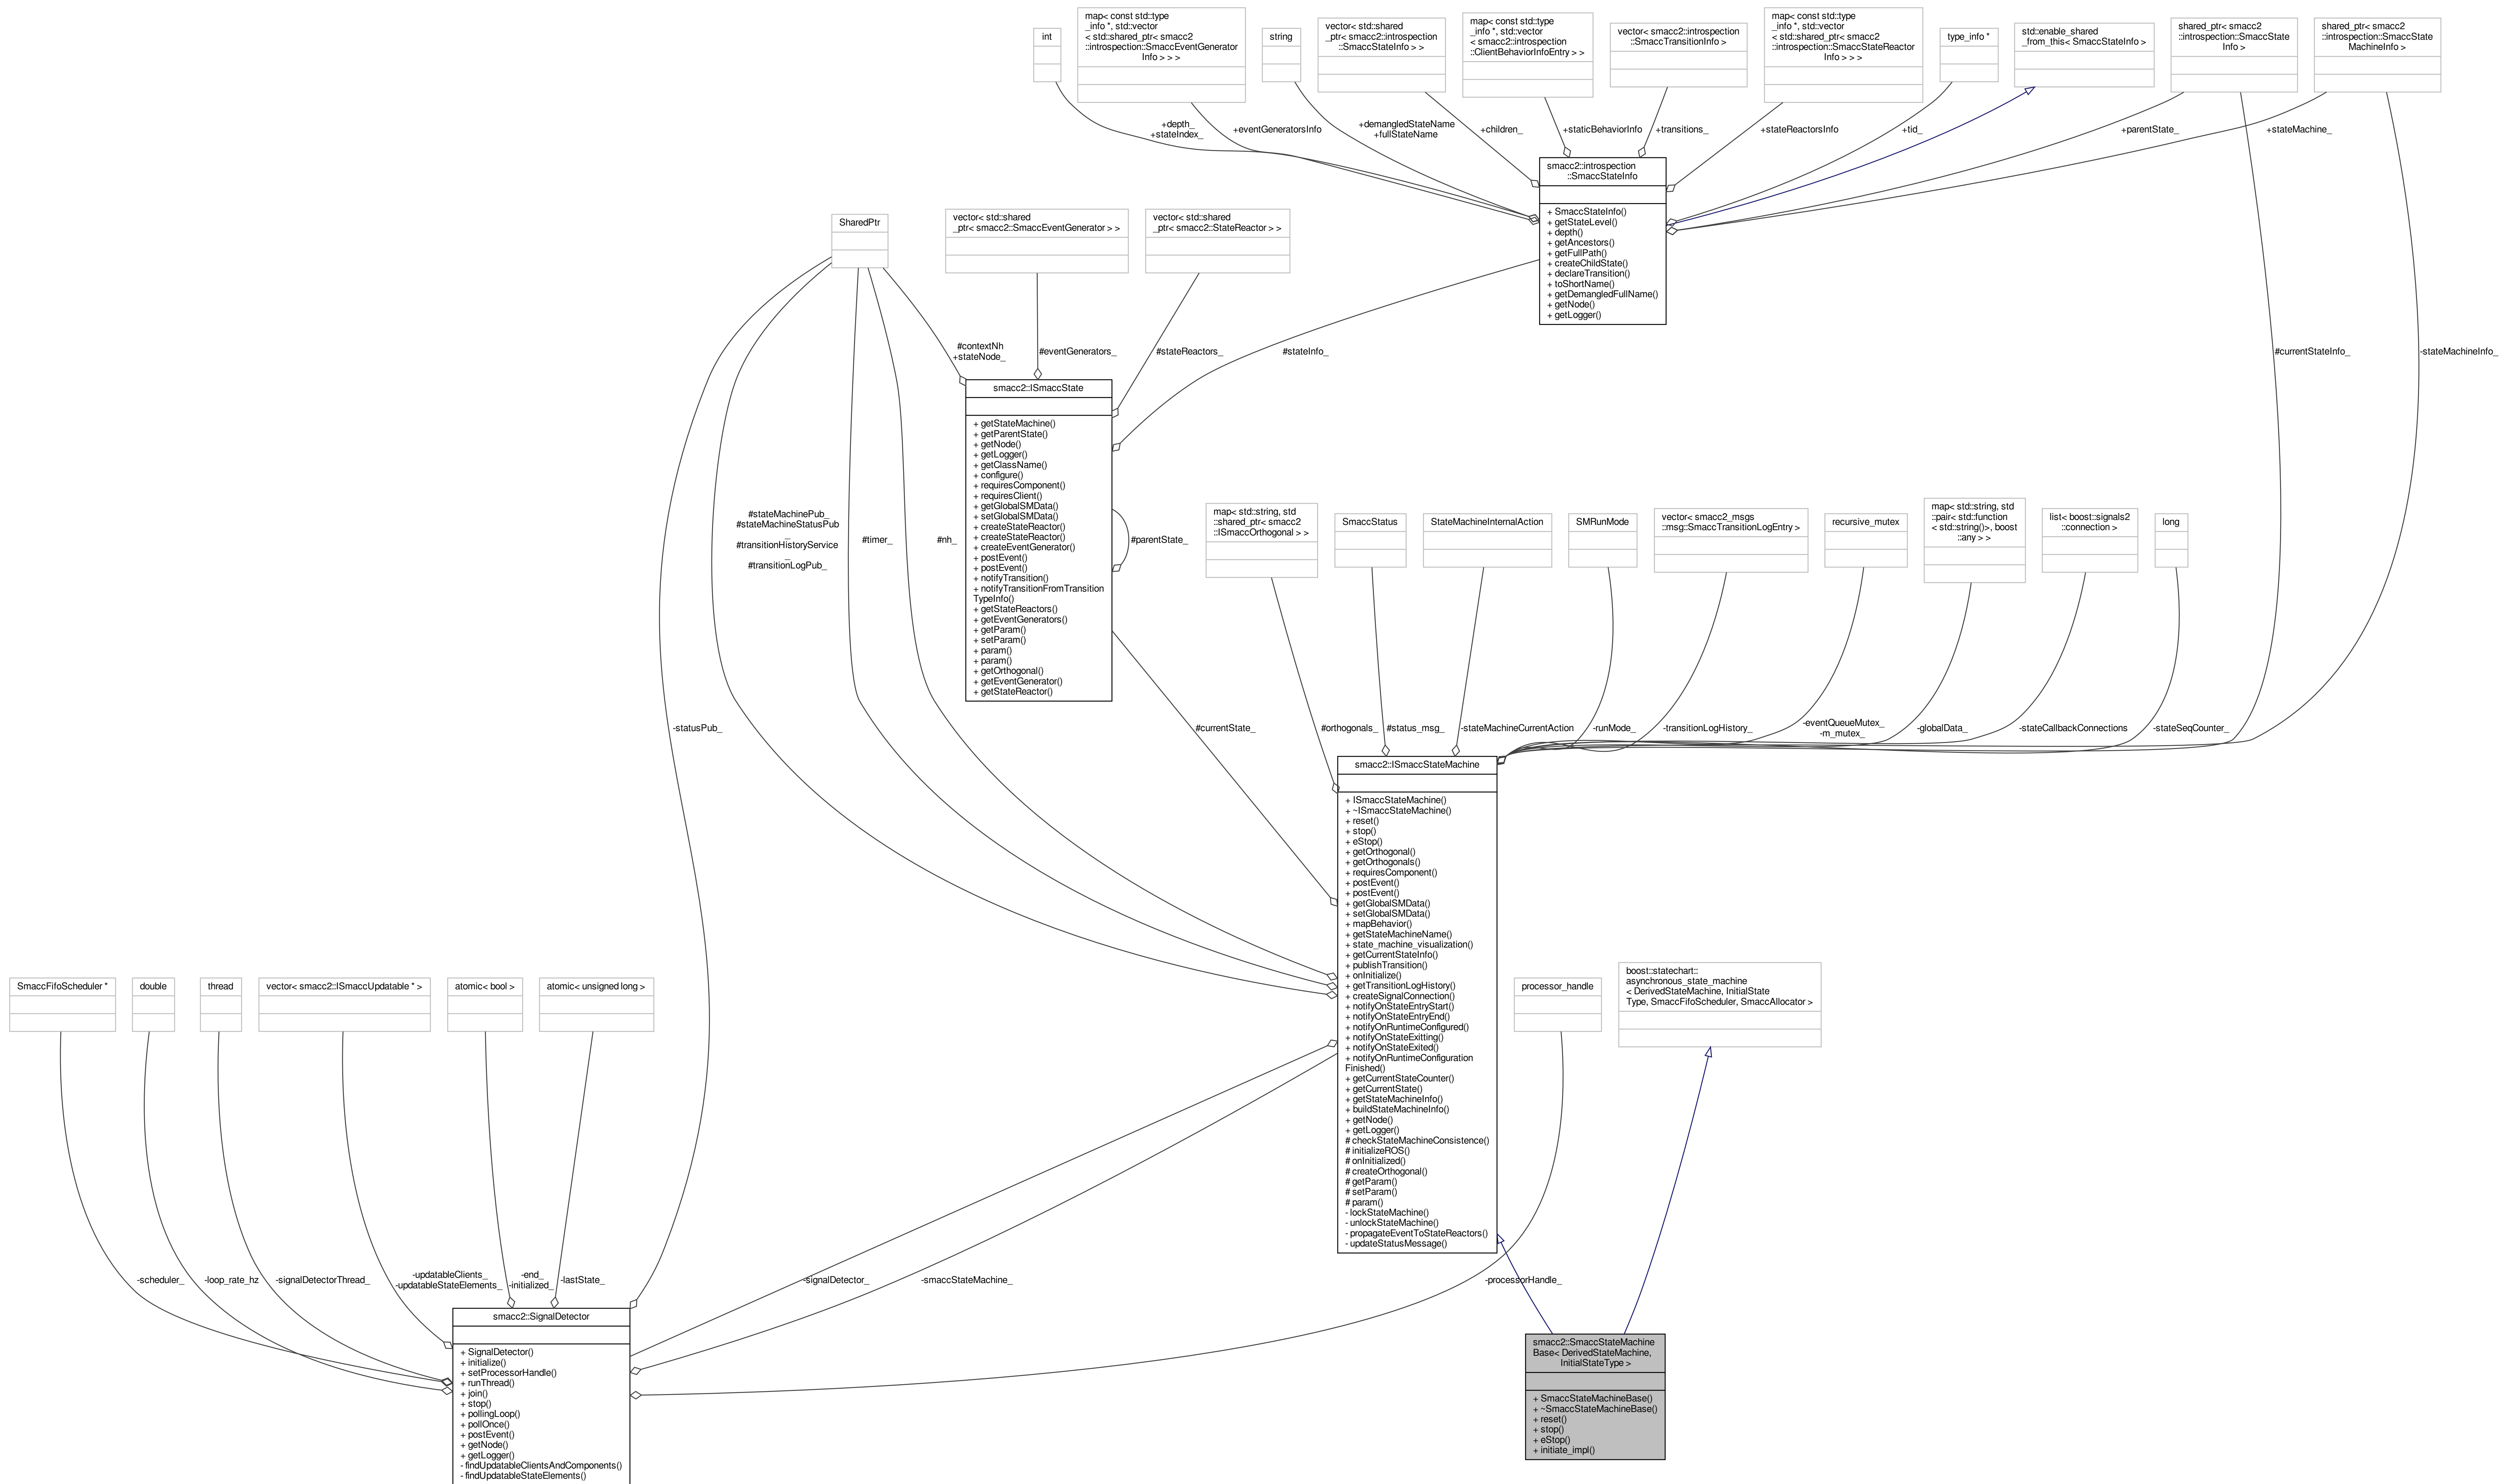 int
map< const std::type
_info *, std::vector
< std::shared_ptr< smacc2
::introspection::SmaccEventGenerator
Info > > >
string
vector< std::shared
_ptr< smacc2::introspection
::SmaccStateInfo > >
map< const std::type
_info *, std::vector
< smacc2::introspection
::ClientBehaviorInfoEntry > >
vector< smacc2::introspection
::SmaccTransitionInfo >
map< const std::type
_info *, std::vector
< std::shared_ptr< smacc2
::introspection::SmaccStateReactor
Info > > >
type_info *
std::enable_shared
_from_this< SmaccStateInfo >
shared_ptr< smacc2
::introspection::SmaccState
Info >
shared_ptr< smacc2
::introspection::SmaccState
MachineInfo >
+depth_
+stateIndex_
+eventGeneratorsInfo
+demangledStateName
+fullStateName
+children_
+staticBehaviorInfo
+transitions_
+stateReactorsInfo
+tid_
+parentState_
+stateMachine_
smacc2::introspection
::SmaccStateInfo
+ SmaccStateInfo()
+ getStateLevel()
+ depth()
+ getAncestors()
+ getFullPath()
+ createChildState()
+ declareTransition()
+ toShortName()
+ getDemangledFullName()
+ getNode()
+ getLogger()
SharedPtr
vector< std::shared
_ptr< smacc2::SmaccEventGenerator > >
vector< std::shared
_ptr< smacc2::StateReactor > >
#contextNh
+stateNode_
#eventGenerators_
#stateReactors_
#stateInfo_
#currentStateInfo_
-stateMachineInfo_
smacc2::ISmaccState
+ getStateMachine()
+ getParentState()
+ getNode()
+ getLogger()
+ getClassName()
+ configure()
+ requiresComponent()
+ requiresClient()
+ getGlobalSMData()
+ setGlobalSMData()
+ createStateReactor()
+ createStateReactor()
+ createEventGenerator()
+ postEvent()
+ postEvent()
+ notifyTransition()
+ notifyTransitionFromTransition
TypeInfo()
+ getStateReactors()
+ getEventGenerators()
+ getParam()
+ setParam()
+ param()
+ param()
+ getOrthogonal()
+ getEventGenerator()
+ getStateReactor()
#parentState_
#stateMachinePub_
#stateMachineStatusPub
_
#transitionHistoryService
_
#transitionLogPub_
#timer_
#nh_
map< std::string, std
::shared_ptr< smacc2
::ISmaccOrthogonal > >
SmaccStatus
StateMachineInternalAction
SMRunMode
vector< smacc2_msgs
::msg::SmaccTransitionLogEntry >
recursive_mutex
map< std::string, std
::pair< std::function
< std::string()>, boost
::any > >
list< boost::signals2
::connection >
long
-statusPub_
#currentState_
#orthogonals_
#status_msg_
-stateMachineCurrentAction
-runMode_
-transitionLogHistory_
-eventQueueMutex_
-m_mutex_
-globalData_
-stateCallbackConnections
-stateSeqCounter_
smacc2::ISmaccStateMachine
+ ISmaccStateMachine()
+ ~ISmaccStateMachine()
+ reset()
+ stop()
+ eStop()
+ getOrthogonal()
+ getOrthogonals()
+ requiresComponent()
+ postEvent()
+ postEvent()
+ getGlobalSMData()
+ setGlobalSMData()
+ mapBehavior()
+ getStateMachineName()
+ state_machine_visualization()
+ getCurrentStateInfo()
+ publishTransition()
+ onInitialize()
+ getTransitionLogHistory()
+ createSignalConnection()
+ notifyOnStateEntryStart()
+ notifyOnStateEntryEnd()
+ notifyOnRuntimeConfigured()
+ notifyOnStateExitting()
+ notifyOnStateExited()
+ notifyOnRuntimeConfiguration
Finished()
+ getCurrentStateCounter()
+ getCurrentState()
+ getStateMachineInfo()
+ buildStateMachineInfo()
+ getNode()
+ getLogger()
# checkStateMachineConsistence()
# initializeROS()
# onInitialized()
# createOrthogonal()
# getParam()
# setParam()
# param()
- lockStateMachine()
- unlockStateMachine()
- propagateEventToStateReactors()
- updateStatusMessage()
SmaccFifoScheduler *
double
thread
vector< smacc2::ISmaccUpdatable * >
atomic< bool >
atomic< unsigned long >
processor_handle
boost::statechart::
asynchronous_state_machine
< DerivedStateMachine, InitialState
Type, SmaccFifoScheduler, SmaccAllocator >
-scheduler_
-loop_rate_hz
-signalDetectorThread_
-updatableClients_
-updatableStateElements_
-end_
-initialized_
-lastState_
-signalDetector_
-smaccStateMachine_
-processorHandle_
smacc2::SignalDetector
+ SignalDetector()
+ initialize()
+ setProcessorHandle()
+ runThread()
+ join()
+ stop()
+ pollingLoop()
+ pollOnce()
+ postEvent()
+ getNode()
+ getLogger()
- findUpdatableClientsAndComponents()
- findUpdatableStateElements()
smacc2::SmaccStateMachine
Base< DerivedStateMachine,
InitialStateType >
+ SmaccStateMachineBase()
+ ~SmaccStateMachineBase()
+ reset()
+ stop()
+ eStop()
+ initiate_impl()